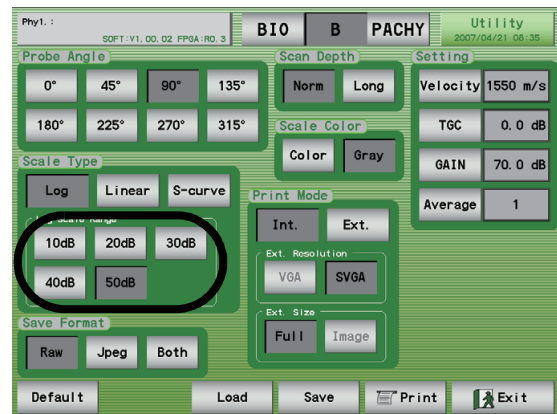 Phy1. :
SOFT:V1.00.02 FPGA:R0.3
BIO B PACHY
Utility
2007/04/21 08:35
Probe Angle
0° 45° 90° 135°
180° 225° 270° 315°
Scan Depth
Norm Long
Scale Color
Color Gray
Setting
Velocity 1550 m/s
TGC 0.0 dB
GAIN 70.0 dB
Average 1
Scale Type
Log Linear S-curve
Log Scale Range
10dB 20dB 30dB
40dB 50dB
Print Mode
Int. Ext.
Ext. Resolution
VGA SVGA
Ext. Size
Full Image
Save Format
Raw Jpeg Both
Default Load Save Print Exit